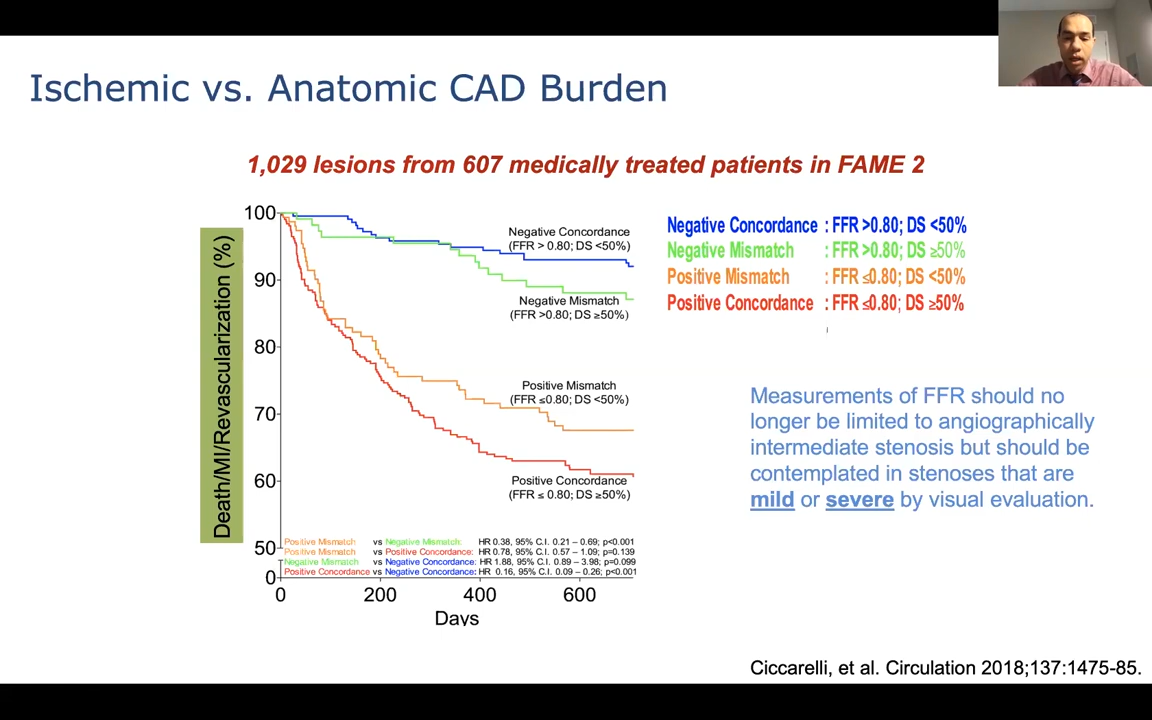 Ischemic vs. Anatomic CAD Burden
1,029 lesions from 607 medically treated patients in FAME 2
Death/MI/Revascularization (%)
100
90
80
70
60
50
0
Negative Concordance
(FFR > 0.80; DS <50%)
Negative Mismatch
(FFR >0.80; DS ≥50%)
Positive Mismatch
(FFR ≤0.80; DS <50%)
Positive Concordance
(FFR ≤ 0.80; DS ≥50%)
Positive Mismatch vs Negative Mismatch: HR 0.38, 95% C.I. 0.21 – 0.69; p<0.001
Positive Mismatch vs Positive Concordance: HR 0.78, 95% C.I. 0.57 – 1.09; p=0.139
Negative Mismatch vs Negative Concordance: HR 1.88, 95% C.I. 0.89 – 3.98; p=0.099
Positive Concordance vs Negative Concordance: HR 0.16, 95% C.I. 0.09 – 0.26; p<0.001
0 200 400 600
Days
Negative Concordance : FFR >0.80; DS <50%
Negative Mismatch : FFR >0.80; DS ≥50%
Positive Mismatch : FFR ≤0.80; DS <50%
Positive Concordance : FFR ≤0.80; DS ≥50%
Measurements of FFR should no
longer be limited to angiographically
intermediate stenosis but should be
contemplated in stenoses that are
mild or severe by visual evaluation.
Ciccarelli, et al. Circulation 2018;137:1475-85.